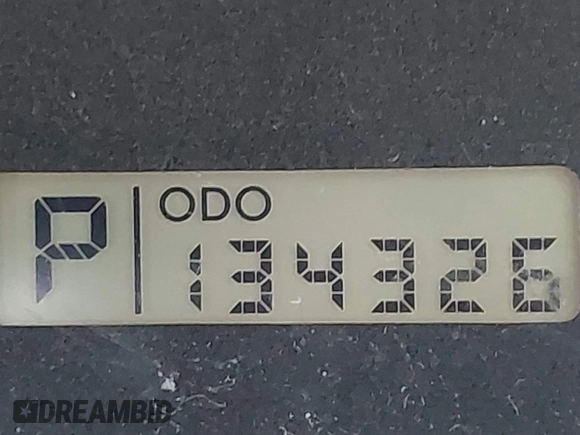 P
ODO
134326
DREAMBID